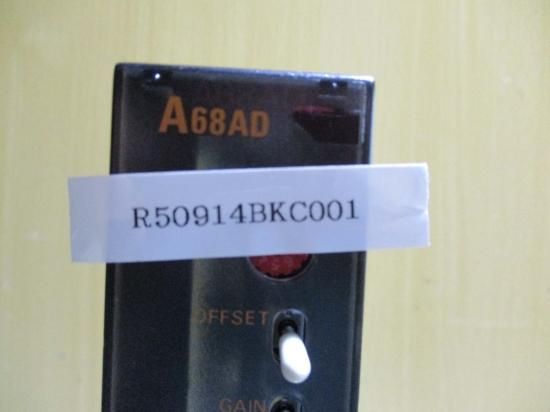 A68AD
R50914BKC001
OFFSET
GAIN